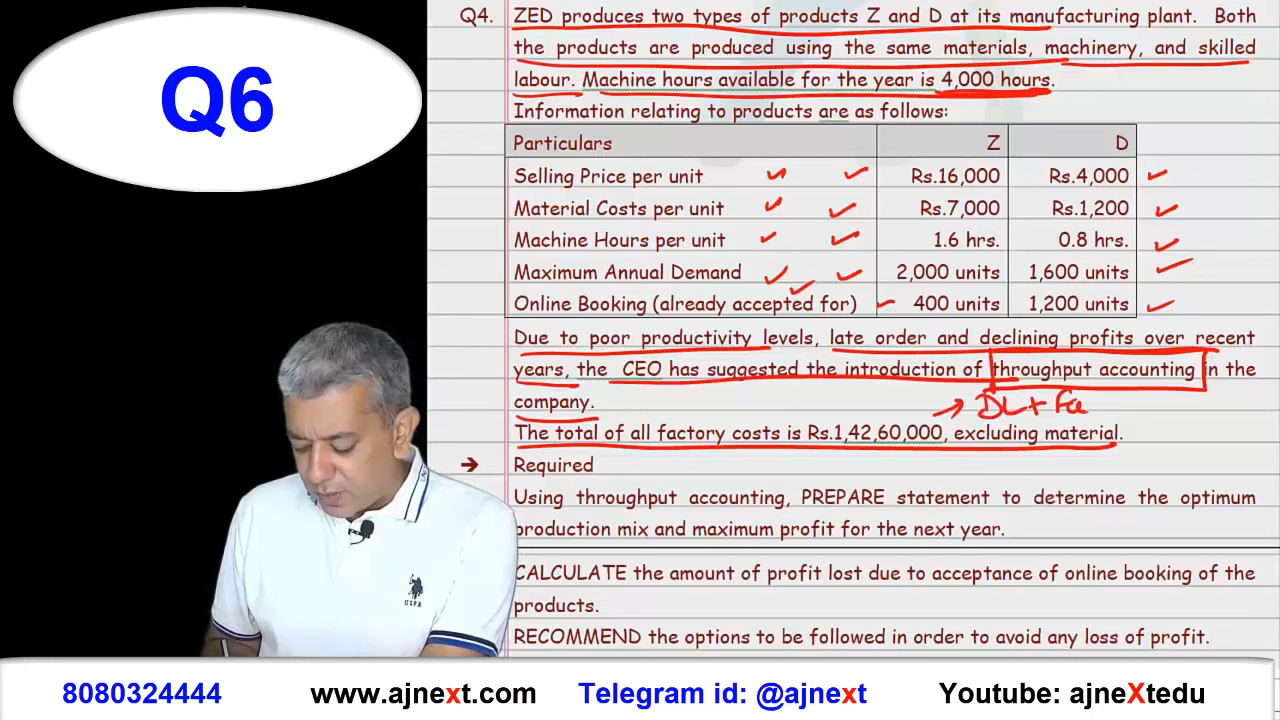 Q6
Q4. ZED produces two types of products Z and D at its manufacturing plant. Both
the products are produced using the same materials, machinery, and skilled
labour. Machine hours available for the year is 4,000 hours.
Information relating to products are as follows:
Particulars Z D
Selling Price per unit Rs.16,000 Rs.4,000
Material Costs per unit Rs.7,000 Rs.1,200
Machine Hours per unit 1.6 hrs. 0.8 hrs.
Maximum Annual Demand 2,000 units 1,600 units
Online Booking (already accepted for) 400 units 1,200 units
Due to poor productivity levels, late order and declining profits over recent
years, the CEO has suggested the introduction of throughput accounting in the
company.
→ DL + Fa
The total of all factory costs is Rs.1,42,60,000, excluding material.
→ Required
Using throughput accounting, PREPARE statement to determine the optimum
production mix and maximum profit for the next year.
CALCULATE the amount of profit lost due to acceptance of online booking of the
products.
RECOMMEND the options to be followed in order to avoid any loss of profit.
USPA
8080324444 www.ajnext.com Telegram id: @ajnext Youtube: ajneXtedu